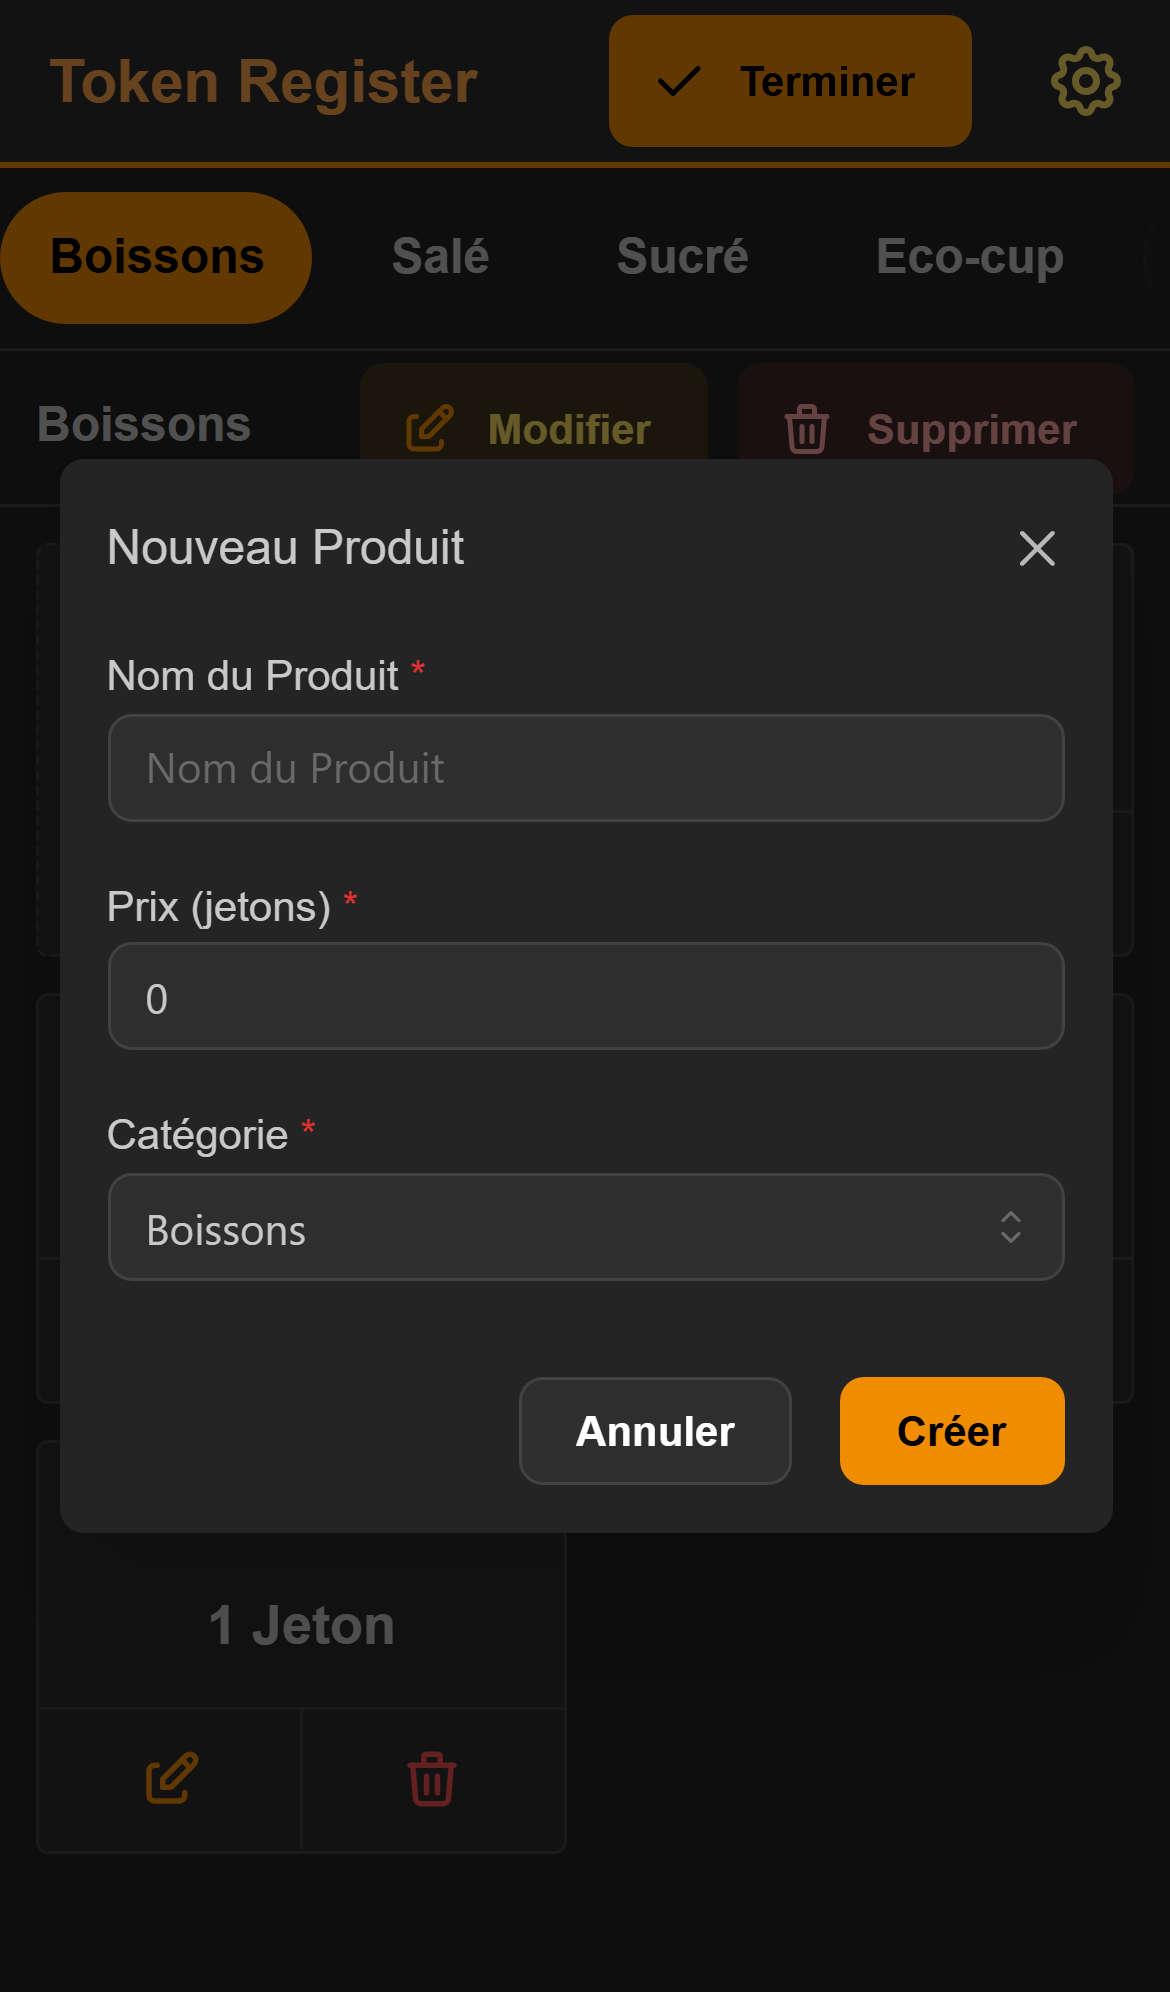 Token Register
Terminer
Boissons
Salé
Sucré
Eco-cup
Boissons
Modifier
Supprimer
Nouveau Produit
Nom du Produit *
Nom du Produit
Prix (jetons) *
0
Catégorie *
Boissons
Annuler
Créer
1 Jeton